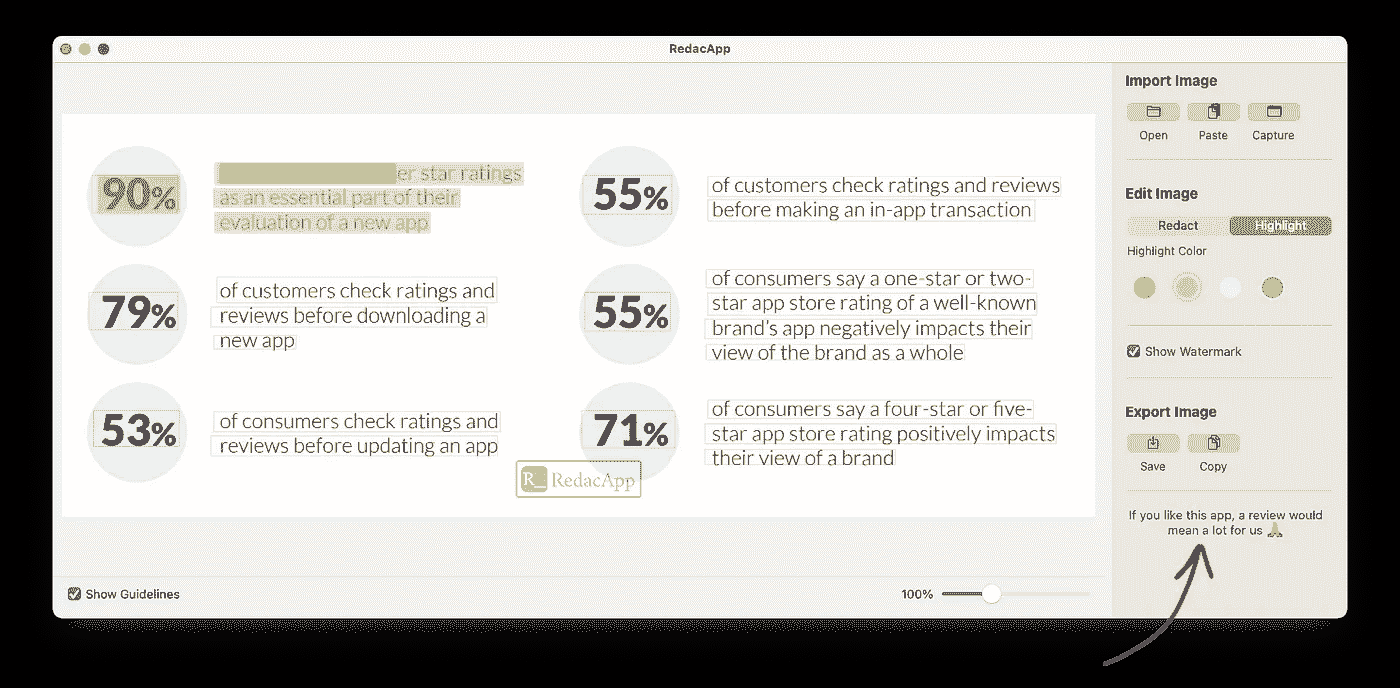 RedacApp
90%
er star ratings
as an essential part of their
evaluation of a new app
79%
of customers check ratings and
reviews before downloading a
new app
53%
of consumers check ratings and
reviews before updating an app
55%
of customers check ratings and reviews
before making an in-app transaction
55%
of consumers say a one-star or two-
star app store rating of a well-known
brand's app negatively impacts their
view of the brand as a whole
71%
of consumers say a four-star or five-
star app store rating positively impacts
their view of a brand
R_ RedacApp
Show Guidelines
100%
Import Image
Open Paste Capture
Edit Image
Redact Highlight
Highlight Color
Show Watermark
Export Image
Save Copy
If you like this app, a review would
mean a lot for us 🙏